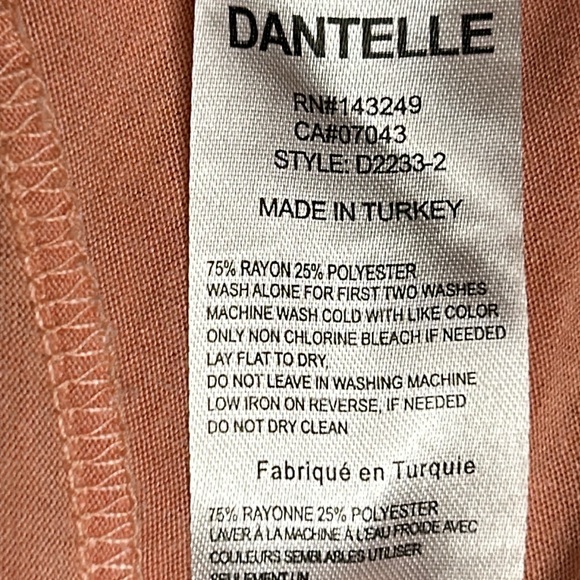 DANTELLE
RN#143249
CA#07043
STYLE: D2233-2
MADE IN TURKEY
75% RAYON 25% POLYESTER
WASH ALONE FOR FIRST TWO WASHES
MACHINE WASH COLD WITH LIKE COLOR
ONLY NON CHLORINE BLEACH IF NEEDED
LAY FLAT TO DRY,
DO NOT LEAVE IN WASHING MACHINE
LOW IRON ON REVERSE, IF NEEDED
DO NOT DRY CLEAN
Fabriqué en Turquie
75% RAYONNE 25% POLYESTER
LAVER À LA MACHINE À L'EAU FROIDE AVEC
COULEURS SEMBLABLES UTILISER
SEULEMENT UN